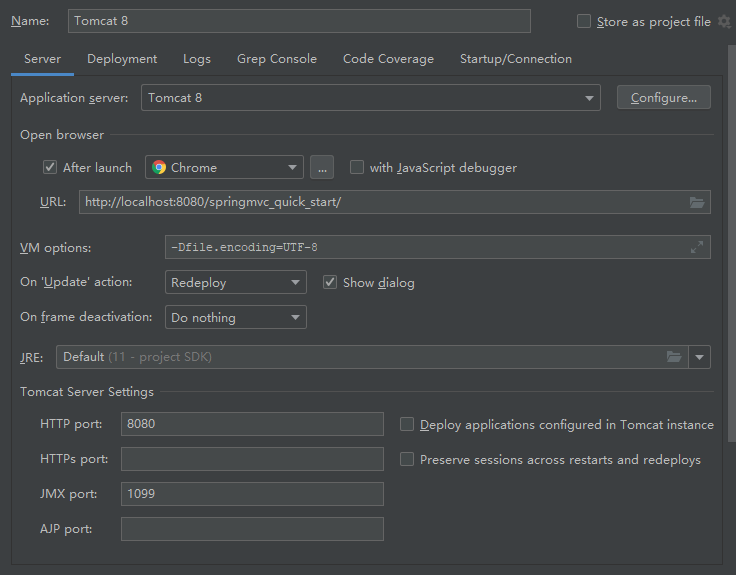 Name: Tomcat 8 Store as project file
Server Deployment Logs Grep Console Code Coverage Startup/Connection
Application server: Tomcat 8 Configure...
Open browser
After launch Chrome ... with JavaScript debugger
URL: http://localhost:8080/springmvc_quick_start/
VM options: -Dfile.encoding=UTF-8
On 'Update' action: Redeploy Show dialog
On frame deactivation: Do nothing
JRE: Default (11 - project SDK)
Tomcat Server Settings
HTTP port: 8080 Deploy applications configured in Tomcat instance
HTTPs port: Preserve sessions across restarts and redeploys
JMX port: 1099
AJP port: